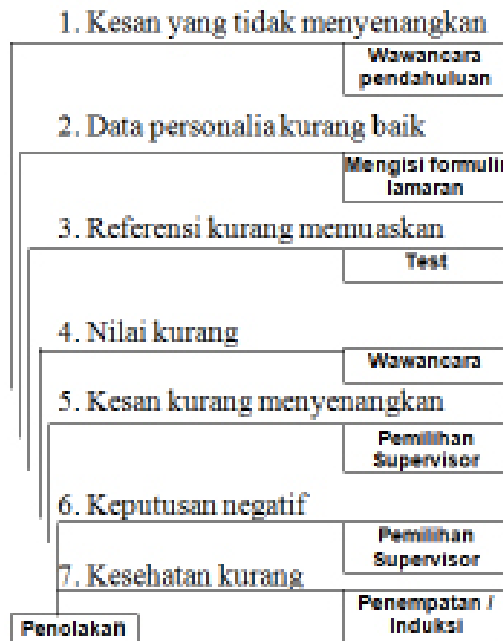 1. Kesan yang tidak menyenangkan
Wawancara
pendahuluan
2. Data personalia kurang baik
Mengisi formulir
lamaran
3. Referensi kurang memuaskan
Test
4. Nilai kurang
Wawancara
5. Kesan kurang menyenangkan
Pemilihan
Supervisor
6. Keputusan negatif
Pemilihan
Supervisor
7. Kesehatan kurang
Penempatan /
Induksi
Penolakan